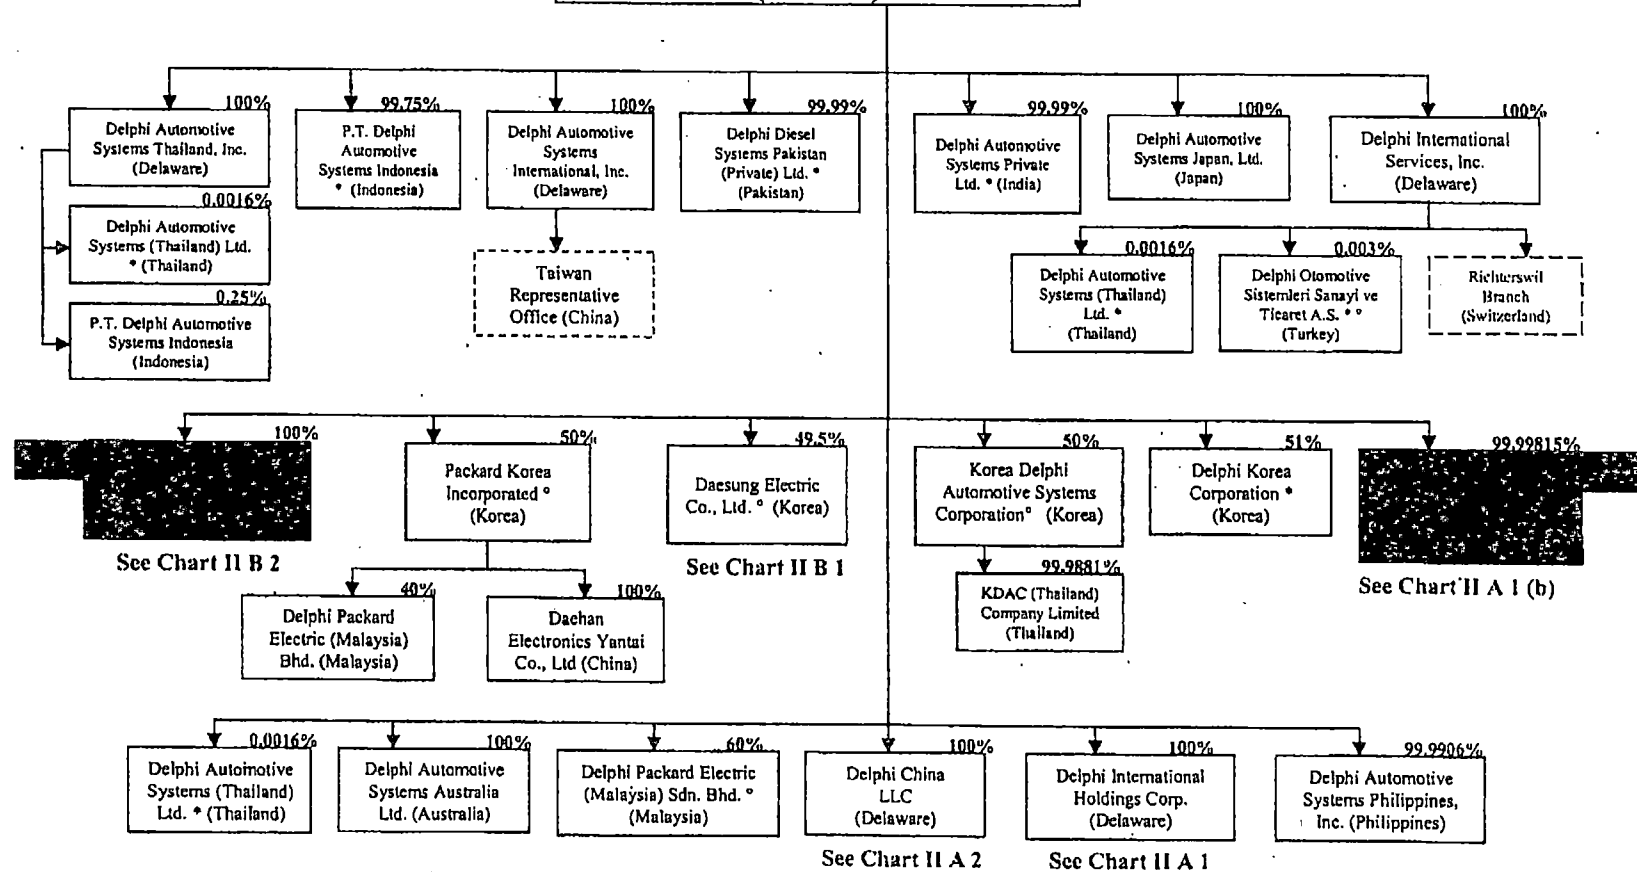 100%
Delphi Automotive
Systems Thailand, Inc.
(Delaware)
99.75%
P.T. Delphi
Automotive
Systems Indonesia
* (Indonesia)
100%
Delphi Automotive
Systems
International, Inc.
(Delaware)
99.99%
Delphi Diesel
Systems Pakistan
(Private) Ltd. *
(Pakistan)
99.99%
Delphi Automotive
Systems Private
Ltd. * (India)
100%
Delphi Automotive
Systems Japan, Ltd.
(Japan)
100%
Delphi International
Services, Inc.
(Delaware)
0.0016%
Delphi Automotive
Systems (Thailand) Ltd.
* (Thailand)
0.25%
P.T. Delphi Automotive
Systems Indonesia
(Indonesia)
Taiwan
Representative
Office (China)
0.0016%
Delphi Automotive
Systems (Thailand)
Ltd. *
(Thailand)
0.003%
Delphi Otomotive
Sistemleri Sanayi ve
Ticaret A.S. * °
(Turkey)
Richterswil
Branch
(Switzerland)
100%
See Chart II B 2
50%
Packard Korea
Incorporated °
(Korea)
49.5%
Daesung Electric
Co., Ltd. ° (Korea)
See Chart II B 1
50%
Korea Delphi
Automotive Systems
Corporation° (Korea)
51%
Delphi Korea
Corporation *
(Korea)
99.99815%
See Chart II A 1 (b)
40%
Delphi Packard
Electric (Malaysia)
Bhd. (Malaysia)
100%
Daehan
Electronics Yantai
Co., Ltd (China)
99.9881%
KDAC (Thailand)
Company Limited
(Thailand)
0.0016%
Delphi Automotive
Systems (Thailand)
Ltd. * (Thailand)
100%
Delphi Automotive
Systems Australia
Ltd. (Australia)
60%
Delphi Packard Electric
(Malaysia) Sdn. Bhd. °
(Malaysia)
100%
Delphi China
LLC
(Delaware)
See Chart II A 2
100%
Delphi International
Holdings Corp.
(Delaware)
See Chart II A 1
99.9906%
Delphi Automotive
Systems Philippines,
Inc. (Philippines)